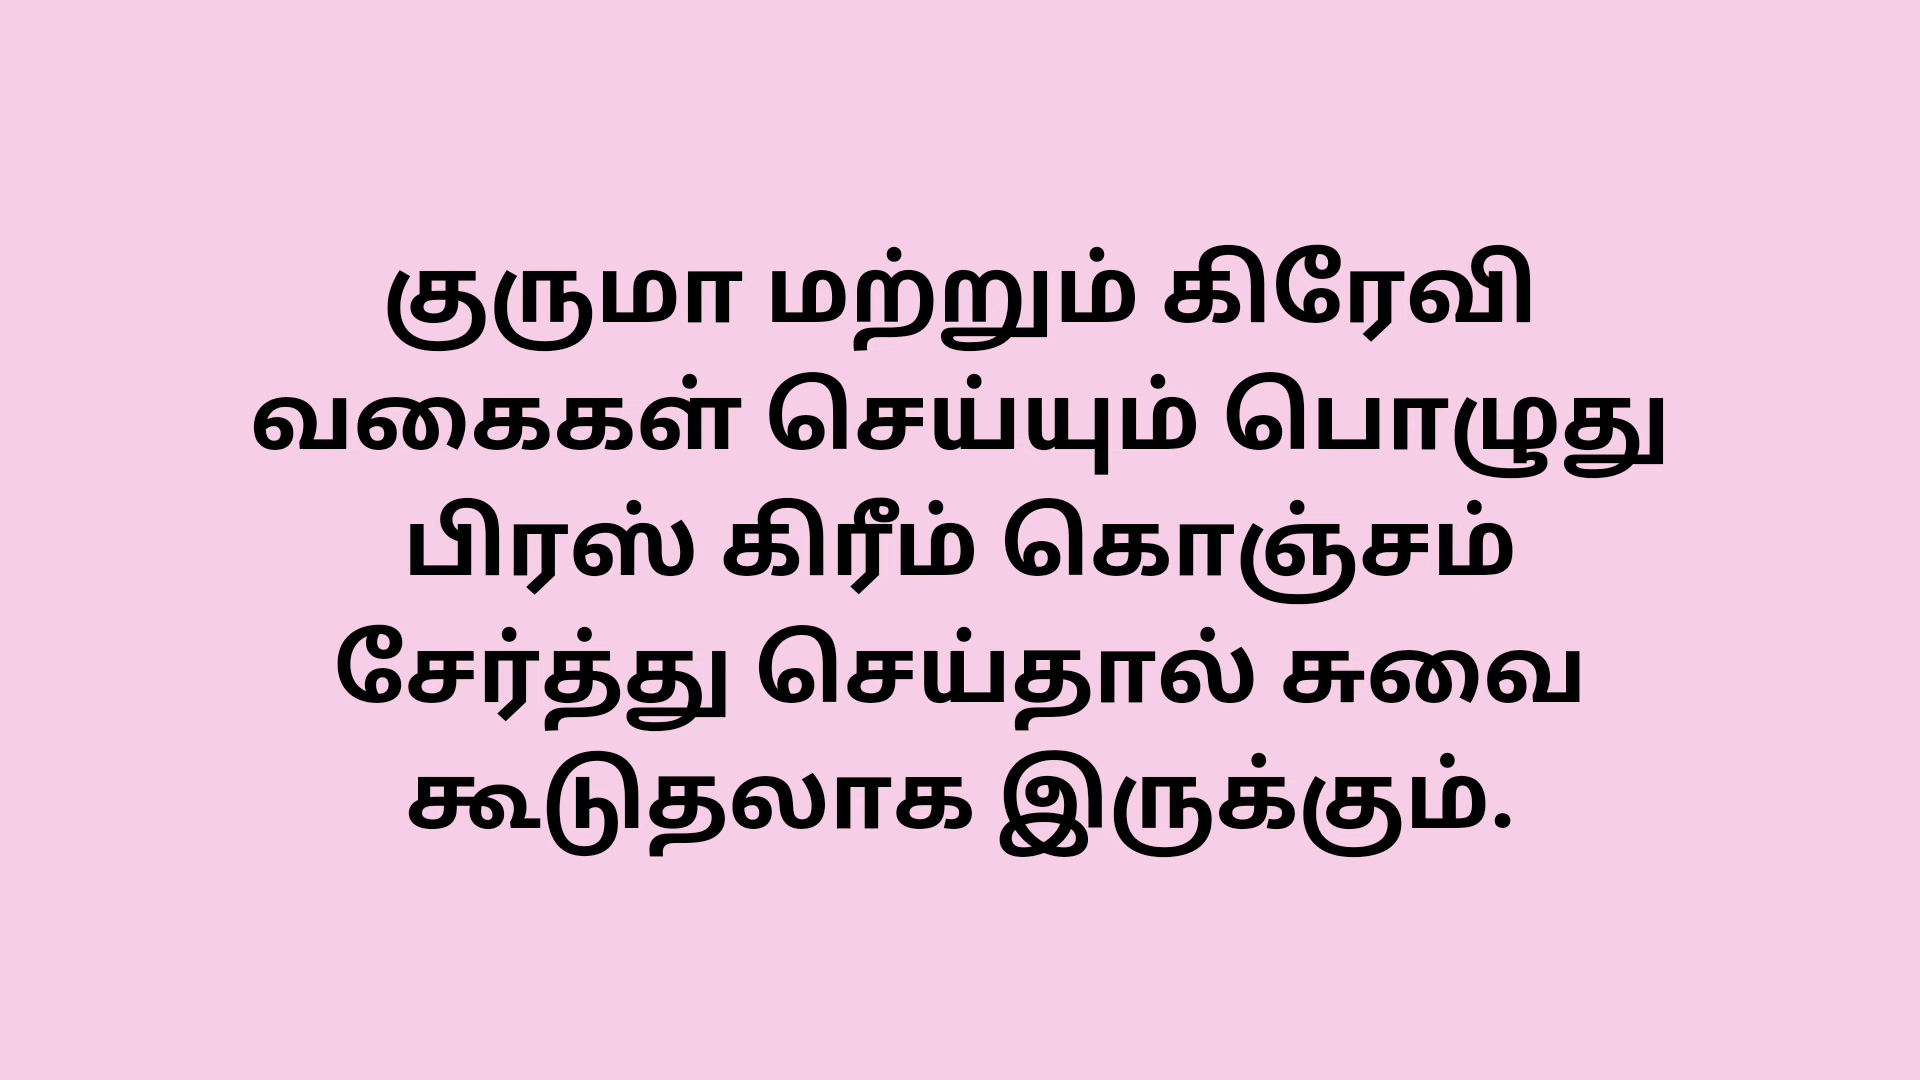 குருமா மற்றும் கிரேவி
வகைகள் செய்யும் பொழுது
பிரஸ் கிரீம் கொஞ்சம்
சேர்த்து செய்தால் சுவை
கூடுதலாக இருக்கும்.